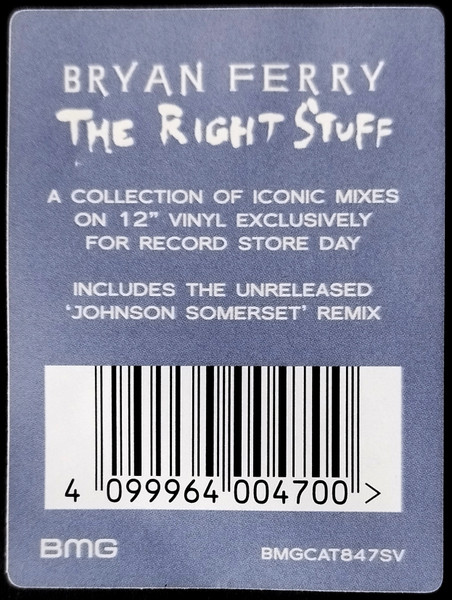 BRYAN FERRY
THE RIGHT STUFF
A COLLECTION OF ICONIC MIXES
ON 12” VINYL EXCLUSIVELY
FOR RECORD STORE DAY
INCLUDES THE UNRELEASED
‘JOHNSON SOMERSET’ REMIX
4 099964 004700 >
BMG
BMGCAT847SV